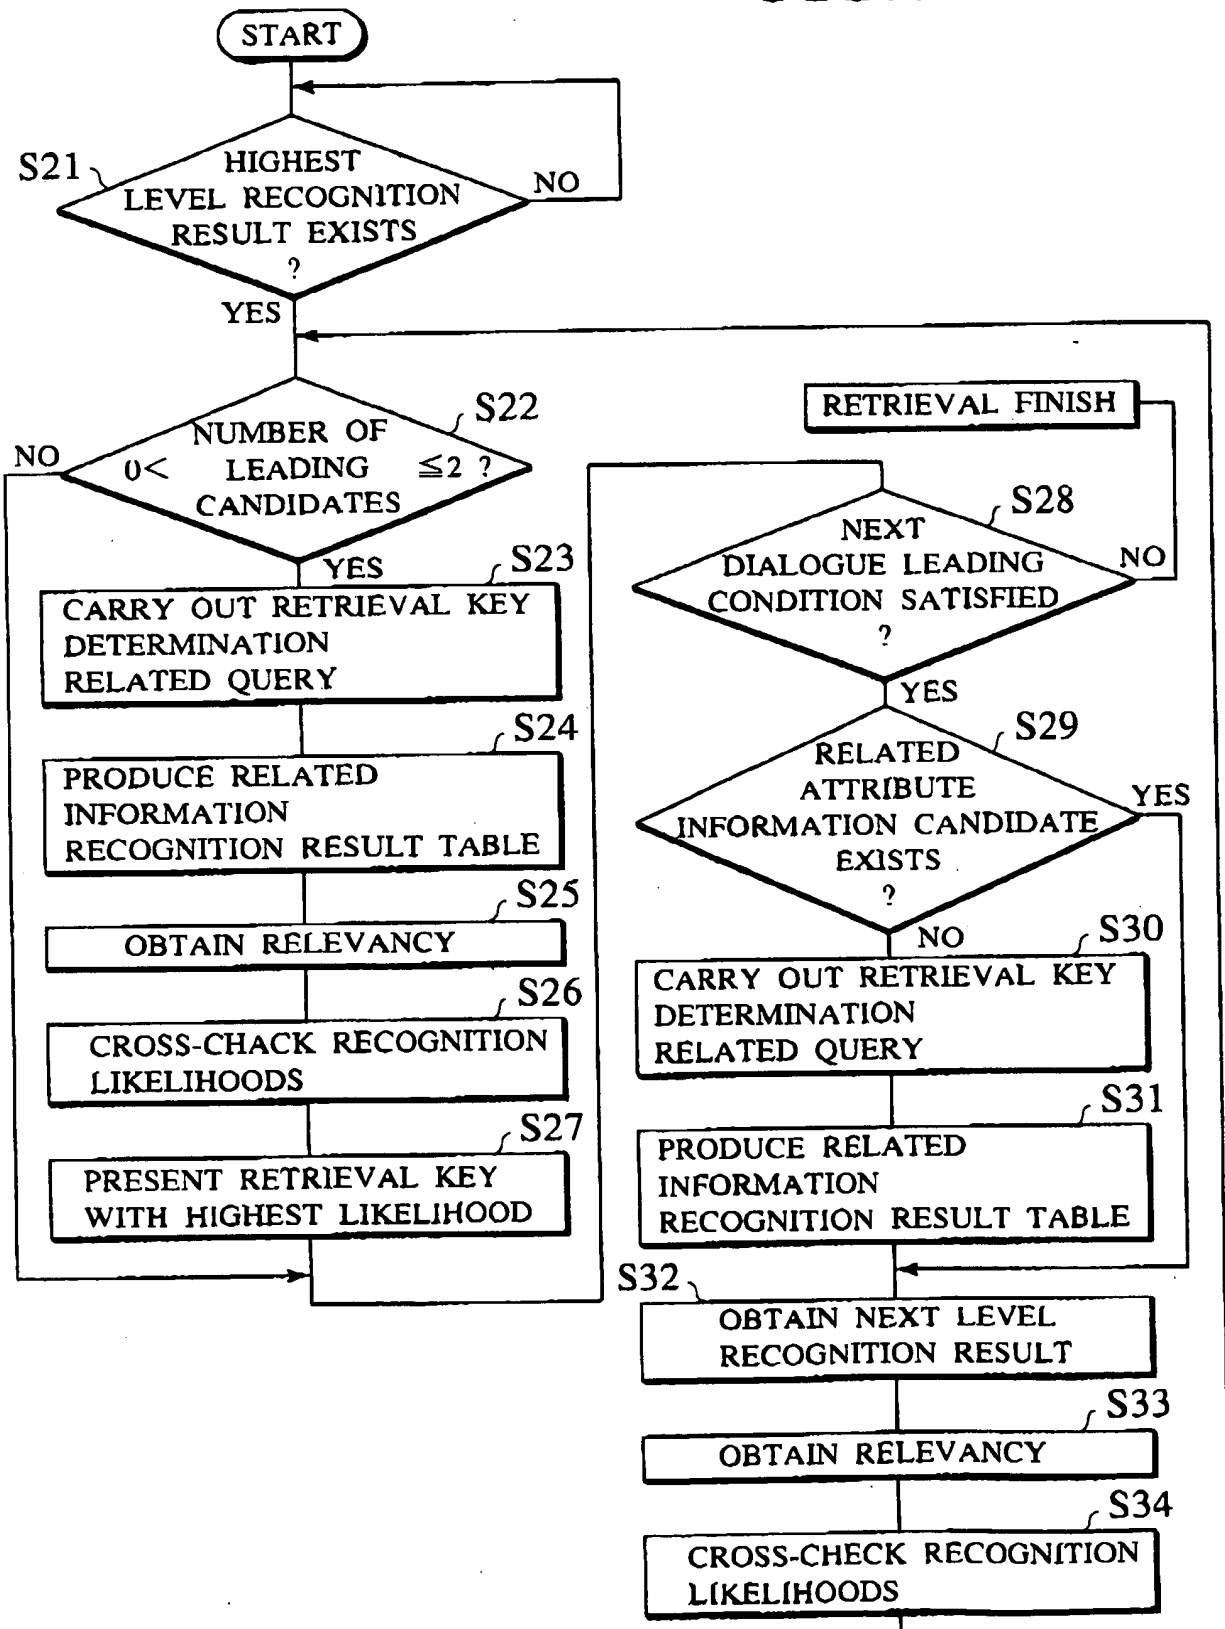 START
S21
HIGHEST
LEVEL RECOGNITION
RESULT EXISTS
?
NO
YES
S22
NUMBER OF
0< LEADING ≦2 ?
CANDIDATES
NO
YES
S23
CARRY OUT RETRIEVAL KEY
DETERMINATION
RELATED QUERY
S24
PRODUCE RELATED
INFORMATION
RECOGNITION RESULT TABLE
S25
OBTAIN RELEVANCY
S26
CROSS-CHACK RECOGNITION
LIKELIHOODS
S27
PRESENT RETRIEVAL KEY
WITH HIGHEST LIKELIHOOD
RETRIEVAL FINISH
S28
NEXT
DIALOGUE LEADING
CONDITION SATISFIED
?
NO
YES
S29
RELATED
ATTRIBUTE
INFORMATION CANDIDATE
EXISTS
?
YES
NO
S30
CARRY OUT RETRIEVAL KEY
DETERMINATION
RELATED QUERY
S31
PRODUCE RELATED
INFORMATION
RECOGNITION RESULT TABLE
S32
OBTAIN NEXT LEVEL
RECOGNITION RESULT
S33
OBTAIN RELEVANCY
S34
CROSS-CHECK RECOGNITION
LIKELIHOODS